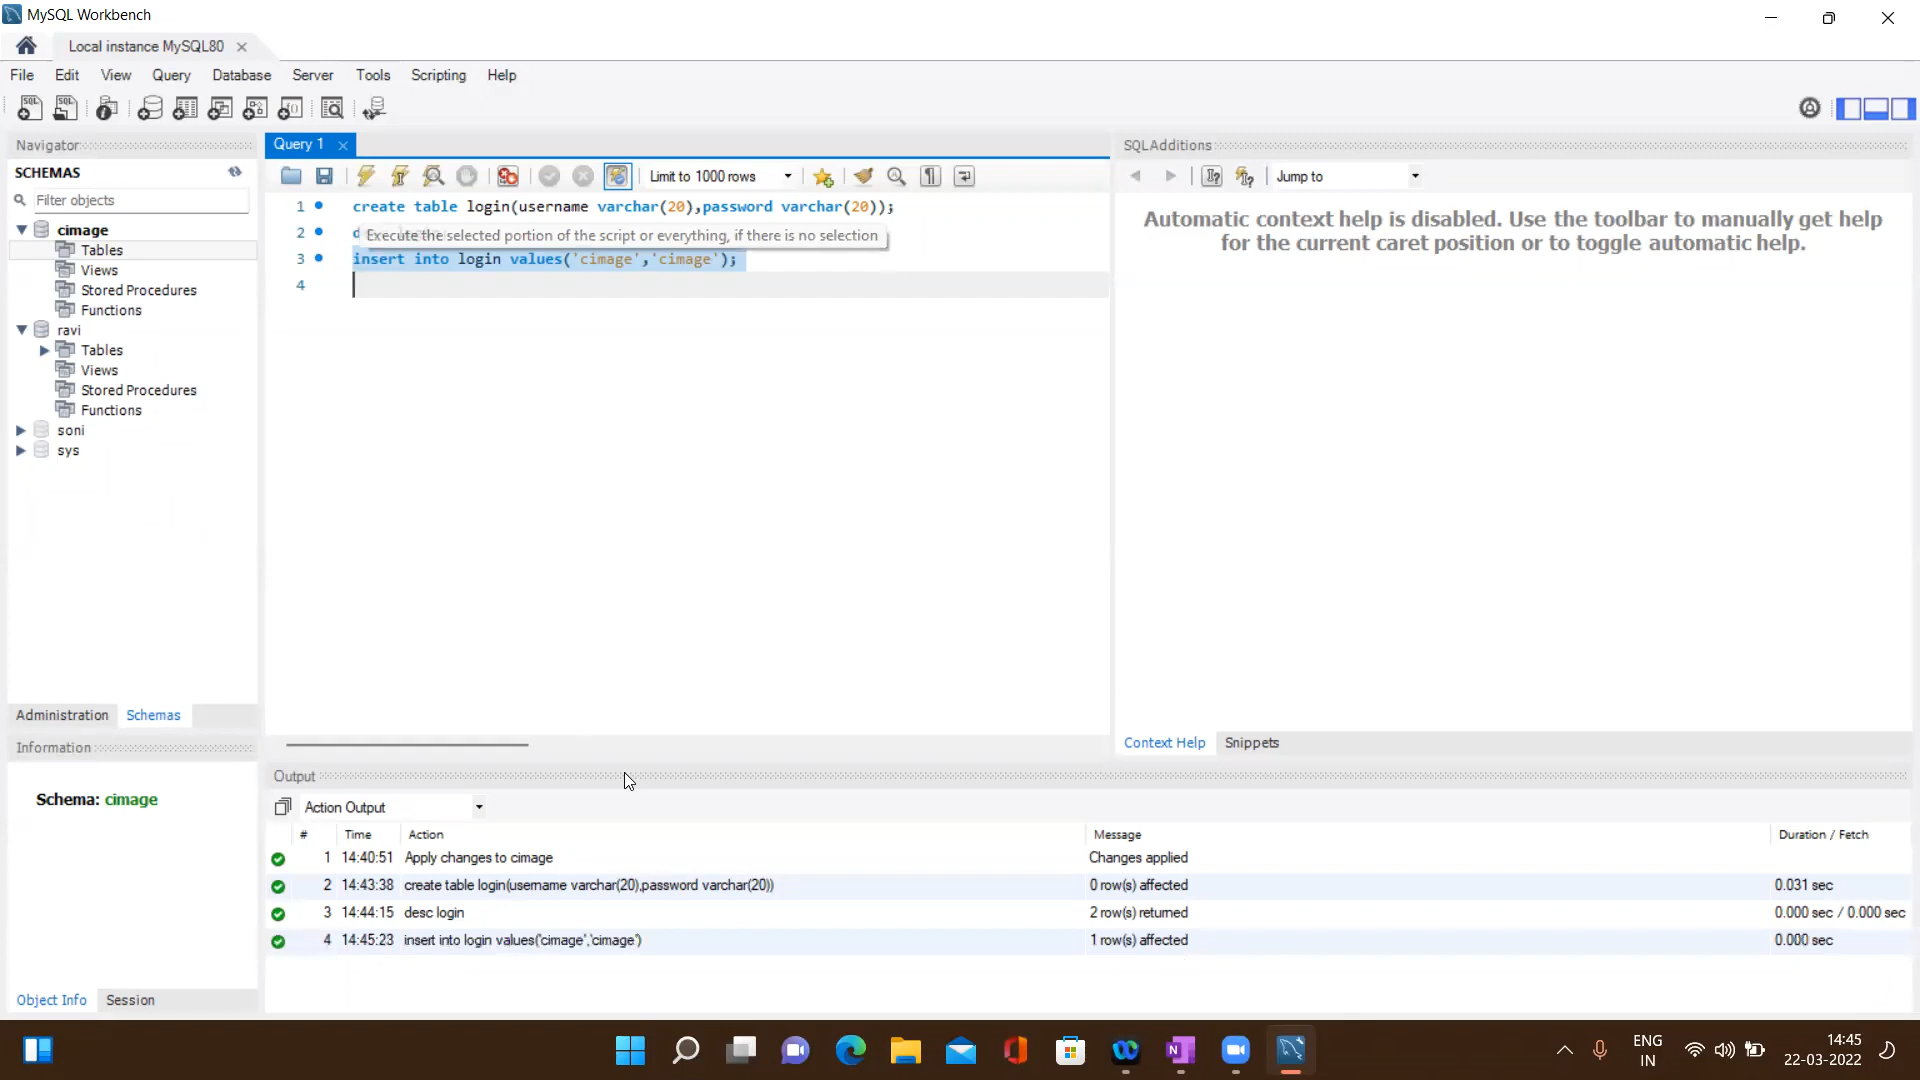 MySQL Workbench
Local instance MySQL80
File Edit View Query Database Server Tools Scripting Help
Navigator
SCHEMAS
Filter objects
cimage
Tables
Views
Stored Procedures
Functions
ravi
Tables
Views
Stored Procedures
Functions
soni
sys
Administration Schemas
Information
Schema: cimage
Object Info Session
Query 1
Limit to 1000 rows
1 create table login(username varchar(20),password varchar(20));
2 d
Execute the selected portion of the script or everything, if there is no selection
3 insert into login values('cimage','cimage');
4
SQLAdditions
Jump to
Automatic context help is disabled. Use the toolbar to manually get help
for the current caret position or to toggle automatic help.
Context Help Snippets
Output
Action Output
# Time Action Message Duration / Fetch
1 14:40:51 Apply changes to cimage Changes applied
2 14:43:38 create table login(username varchar(20),password varchar(20)) 0 row(s) affected 0.031 sec
3 14:44:15 desc login 2 row(s) returned 0.000 sec / 0.000 sec
4 14:45:23 insert into login values('cimage','cimage') 1 row(s) affected 0.000 sec
ENG
IN
14:45
22-03-2022